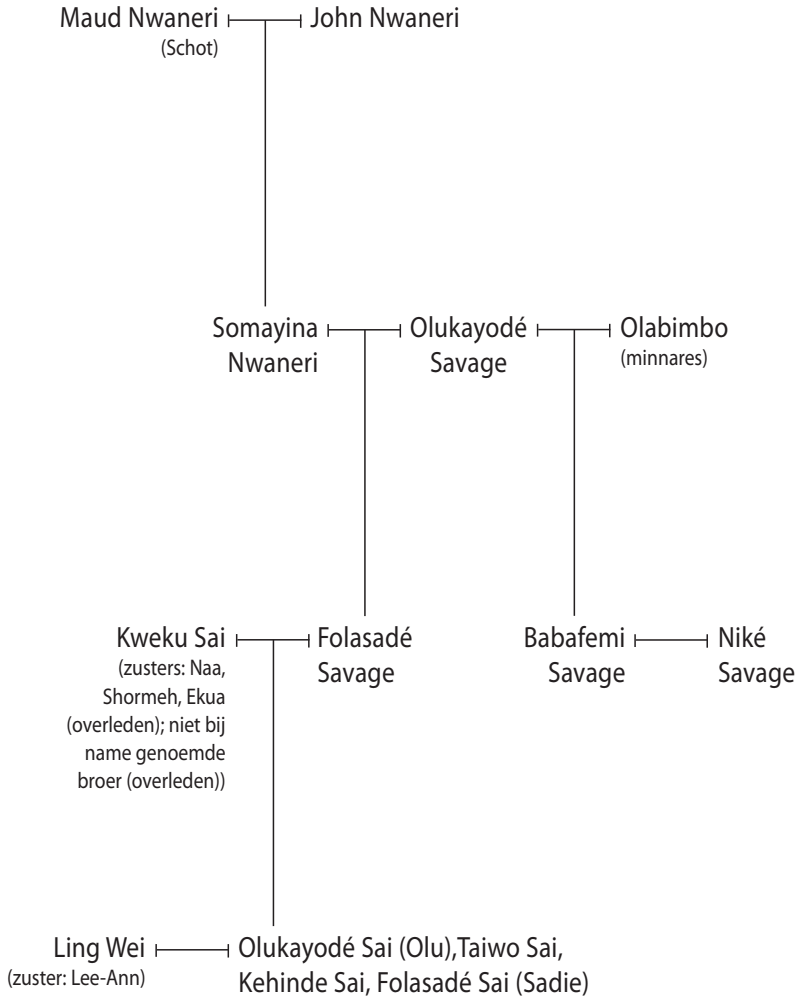 Maud Nwaneri John Nwaneri
(Schot)
Somayina Olukayodé Olabimbo
Nwaneri Savage (minnares)
Kweku Sai Folasadé Babafemi Niké
(zusters: Naa, Savage Savage Savage
Shormeh, Ekua
(overleden); niet bij
name genoemde
broer (overleden))
Ling Wei Olukayodé Sai (Olu),Taiwo Sai,
(zuster: Lee-Ann) Kehinde Sai, Folasadé Sai (Sadie)